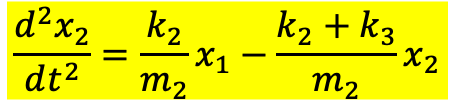 d²x₂/dt² = k₂/m₂ x₁ − (k₂ + k₃)/m₂ x₂